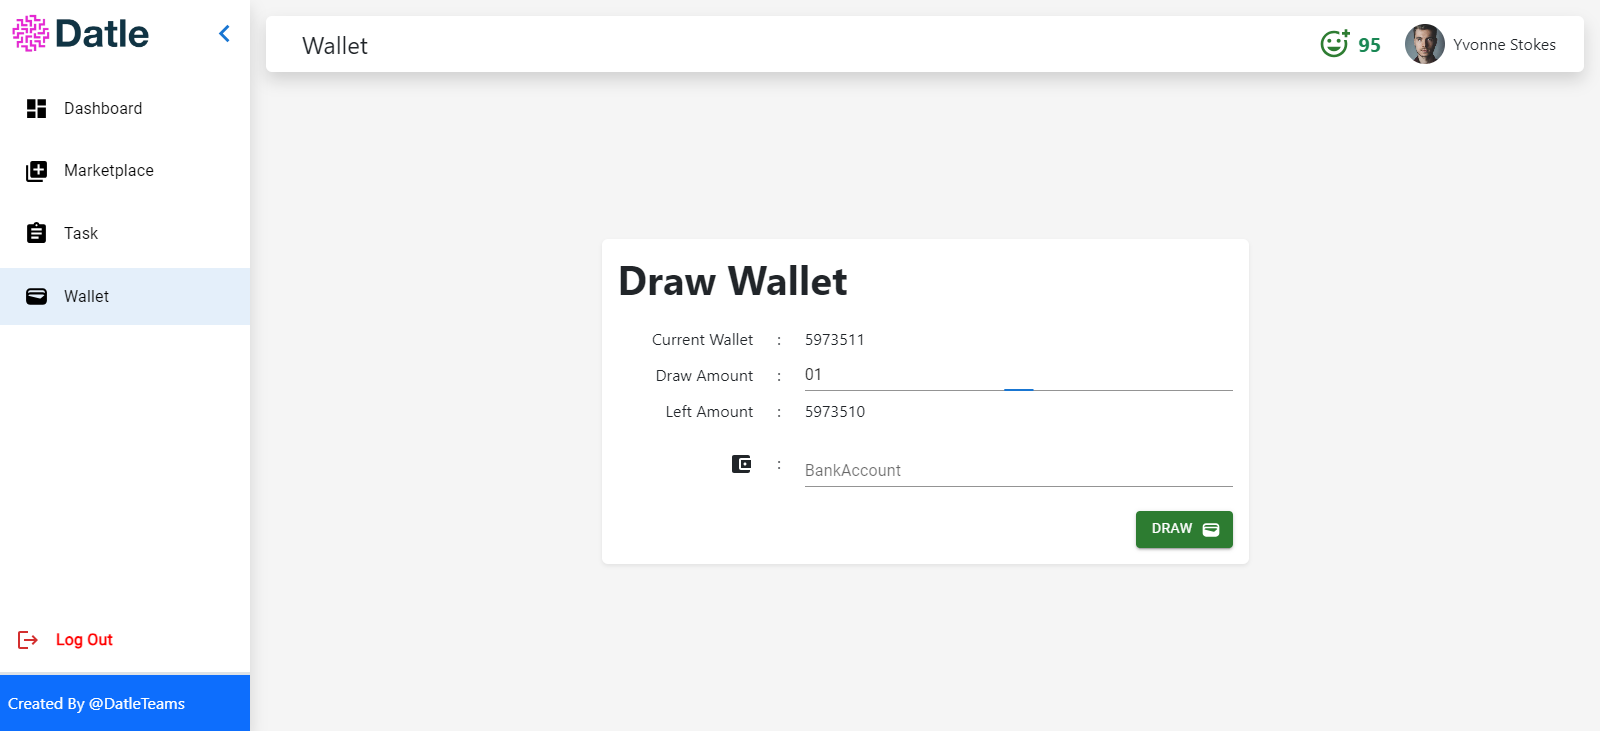 Datle
Wallet
95
Yvonne Stokes
Dashboard
Marketplace
Task
Wallet
Draw Wallet
Current Wallet : 5973511
Draw Amount : 01
Left Amount : 5973510
: BankAccount
DRAW
Log Out
Created By @DatleTeams